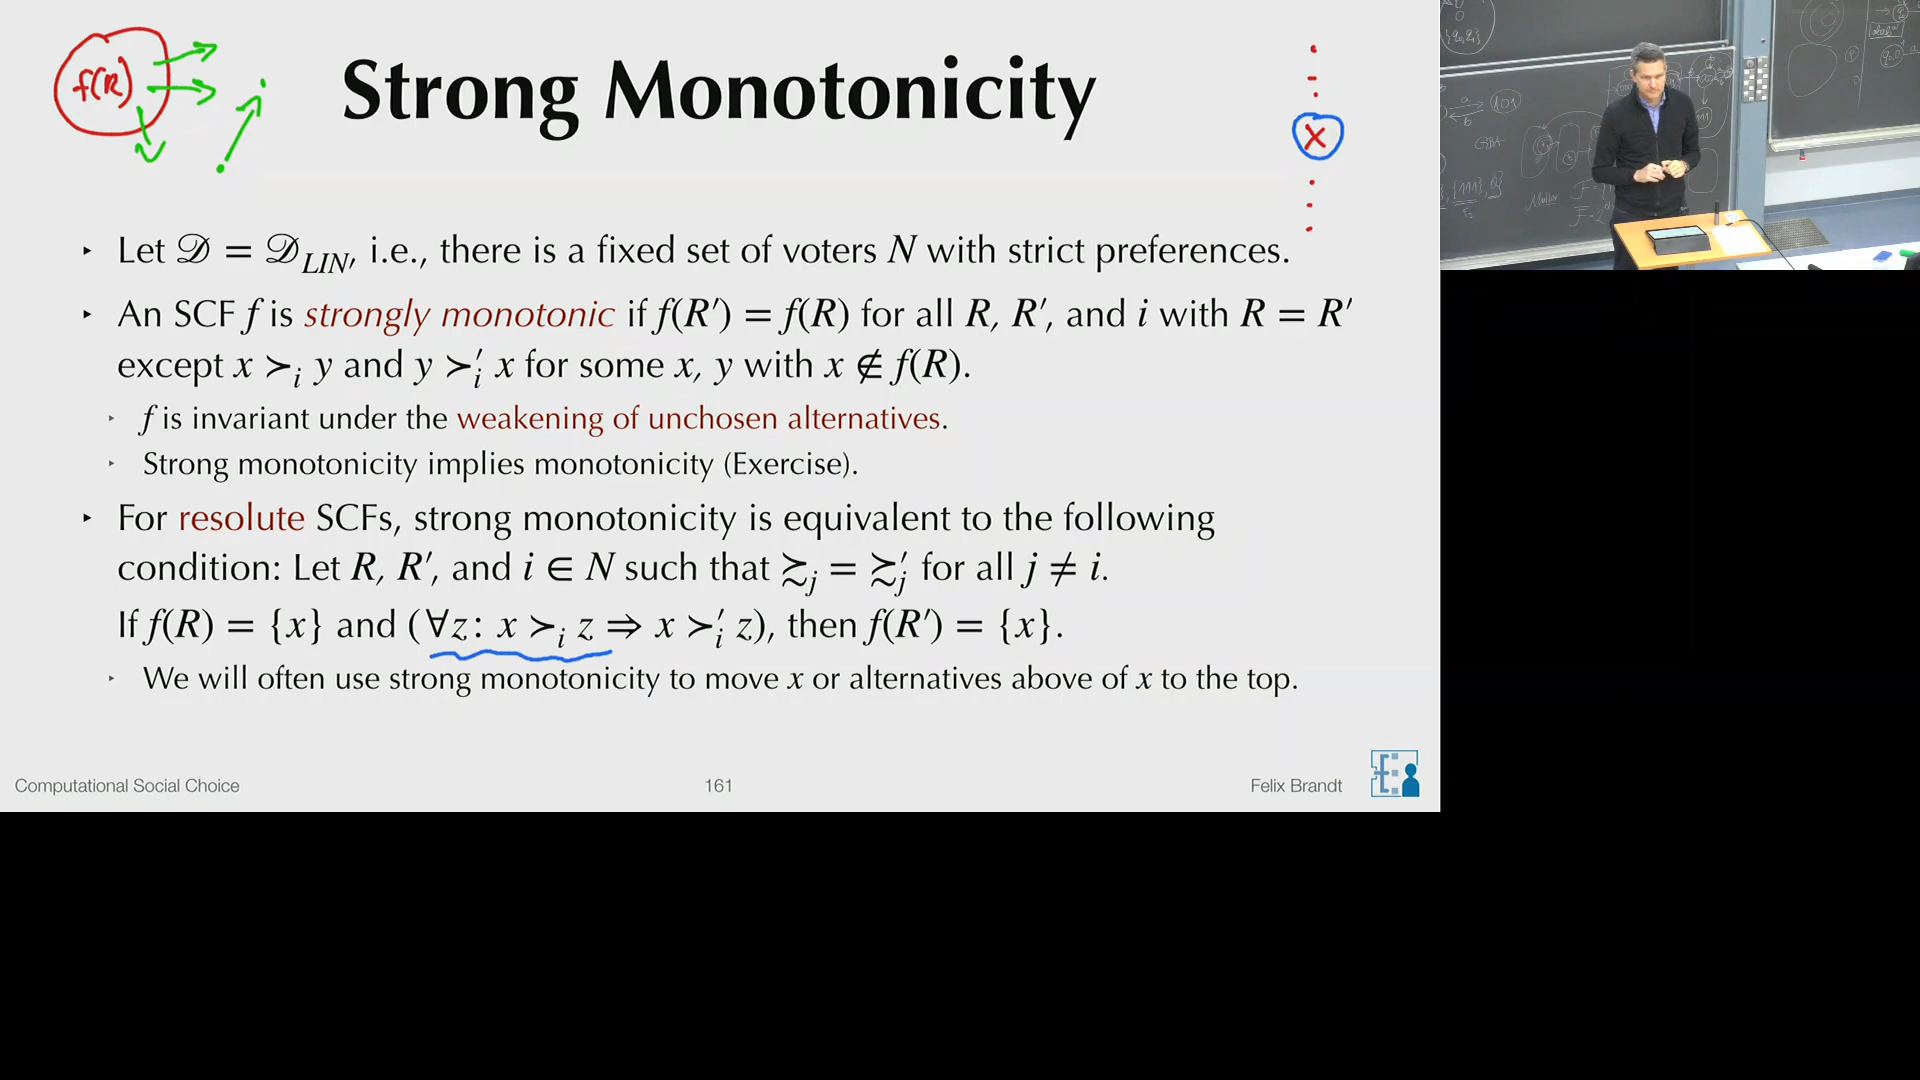 f(R)
Strong Monotonicity
x
‣ Let 𝒟 = 𝒟_LIN, i.e., there is a fixed set of voters N with strict preferences.
‣ An SCF f is strongly monotonic if f(R′) = f(R) for all R, R′, and i with R = R′
except x ≻_i y and y ≻′_i x for some x, y with x ∉ f(R).
‣ f is invariant under the weakening of unchosen alternatives.
‣ Strong monotonicity implies monotonicity (Exercise).
‣ For resolute SCFs, strong monotonicity is equivalent to the following
condition: Let R, R′, and i ∈ N such that ≿_j = ≿′_j for all j ≠ i.
If f(R) = {x} and (∀z: x ≻_i z ⇒ x ≻′_i z), then f(R′) = {x}.
‣ We will often use strong monotonicity to move x or alternatives above of x to the top.
Computational Social Choice
161
Felix Brandt